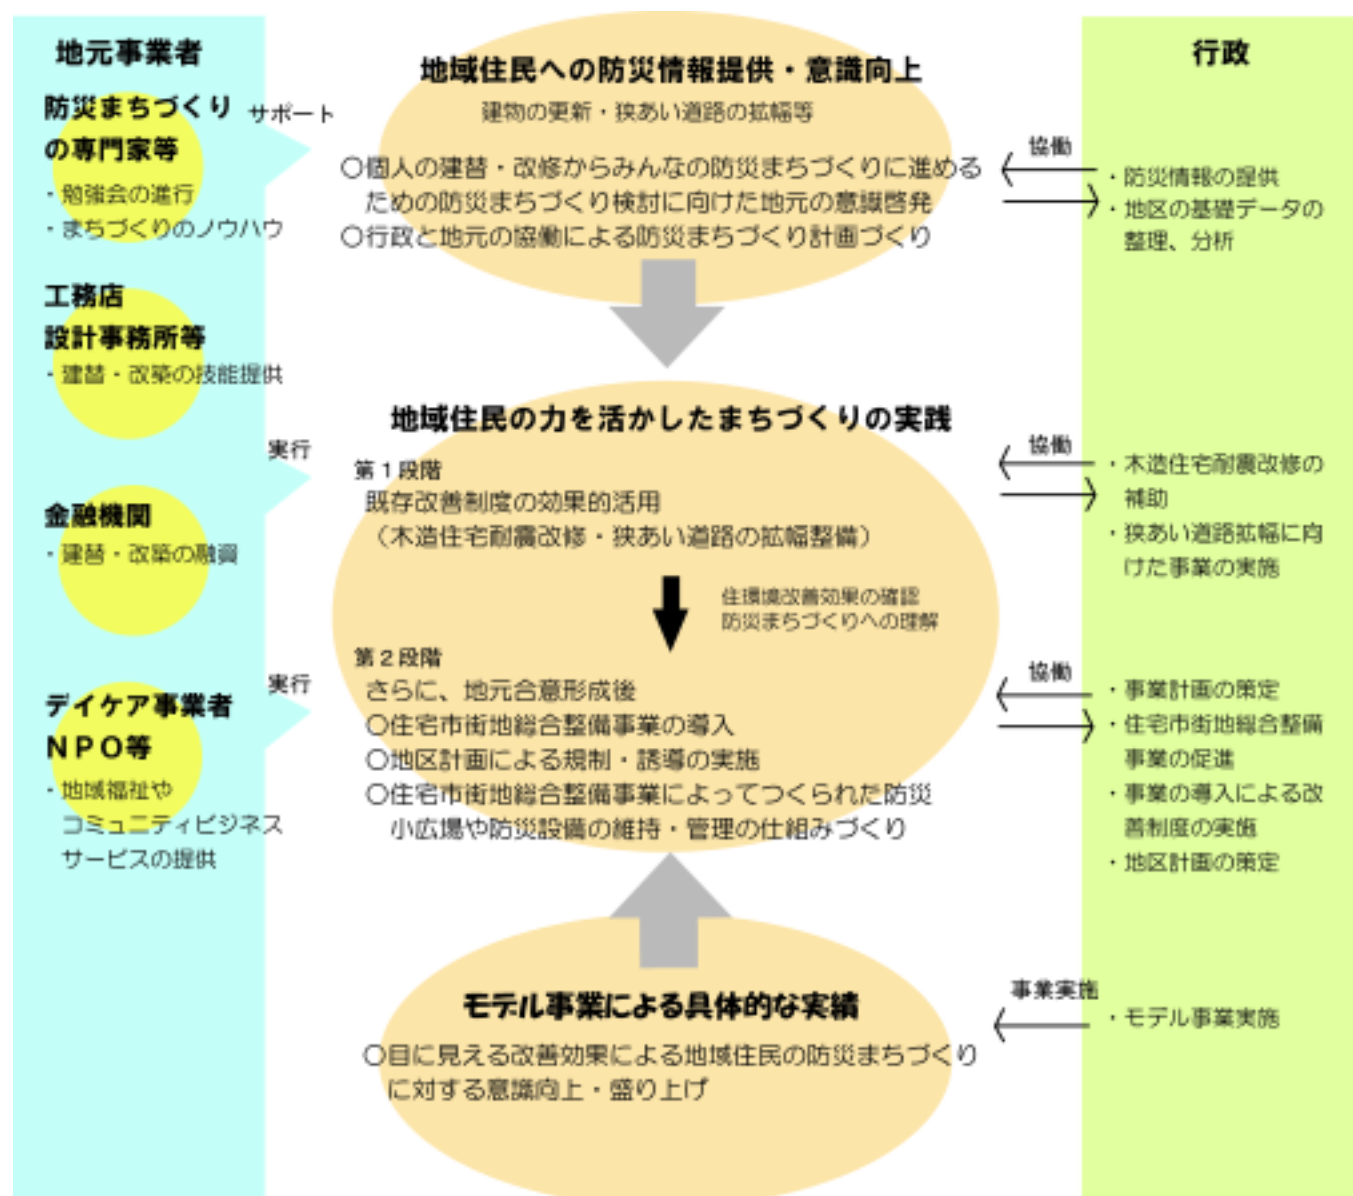 地元事業者
防災まちづくり
の専門家等
・勉強会の進行
・まちづくりのノウハウ
サポート
工務店
設計事務所等
・建替・改築の技能提供
実行
金融機関
・建替・改築の融資
実行
デイケア事業者
ＮＰＯ等
・地域福祉や
コミュニティビジネス
サービスの提供
地域住民への防災情報提供・意識向上
建物の更新・狭あい道路の拡幅等
〇個人の建替・改修からみんなの防災まちづくりに進める
ための防災まちづくり検討に向けた地元の意識啓発
〇行政と地元の協働による防災まちづくり計画づくり
地域住民の力を活かしたまちづくりの実践
第１段階
既存改善制度の効果的活用
（木造住宅耐震改修・狭あい道路の拡幅整備）
住環境改善効果の確認
防災まちづくりへの理解
第２段階
さらに、地元合意形成後
〇住宅市街地総合整備事業の導入
〇地区計画による規制・誘導の実施
〇住宅市街地総合整備事業によってつくられた防災
小広場や防災設備の維持・管理の仕組みづくり
モデル事業による具体的な実績
〇目に見える改善効果による地域住民の防災まちづくり
に対する意識向上・盛り上げ
行政
協働
・防災情報の提供
・地区の基礎データの
整理、分析
協働
・木造住宅耐震改修の
補助
・狭あい道路拡幅に向
けた事業の実施
協働
・事業計画の策定
・住宅市街地総合整備
事業の促進
・事業の導入による改
善制度の実施
・地区計画の策定
事業実施
・モデル事業実施